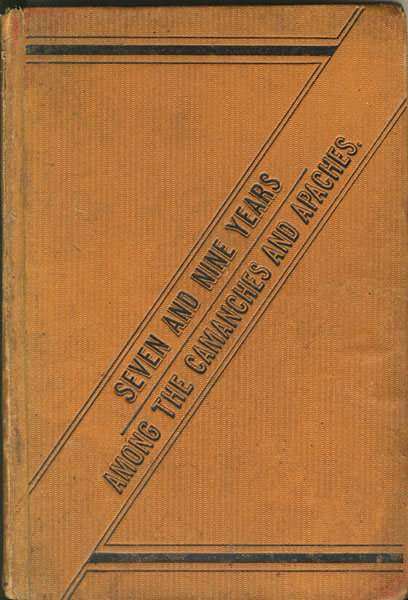 SEVEN AND NINE YEARS
AMONG THE CAMANCHES AND APACHES.